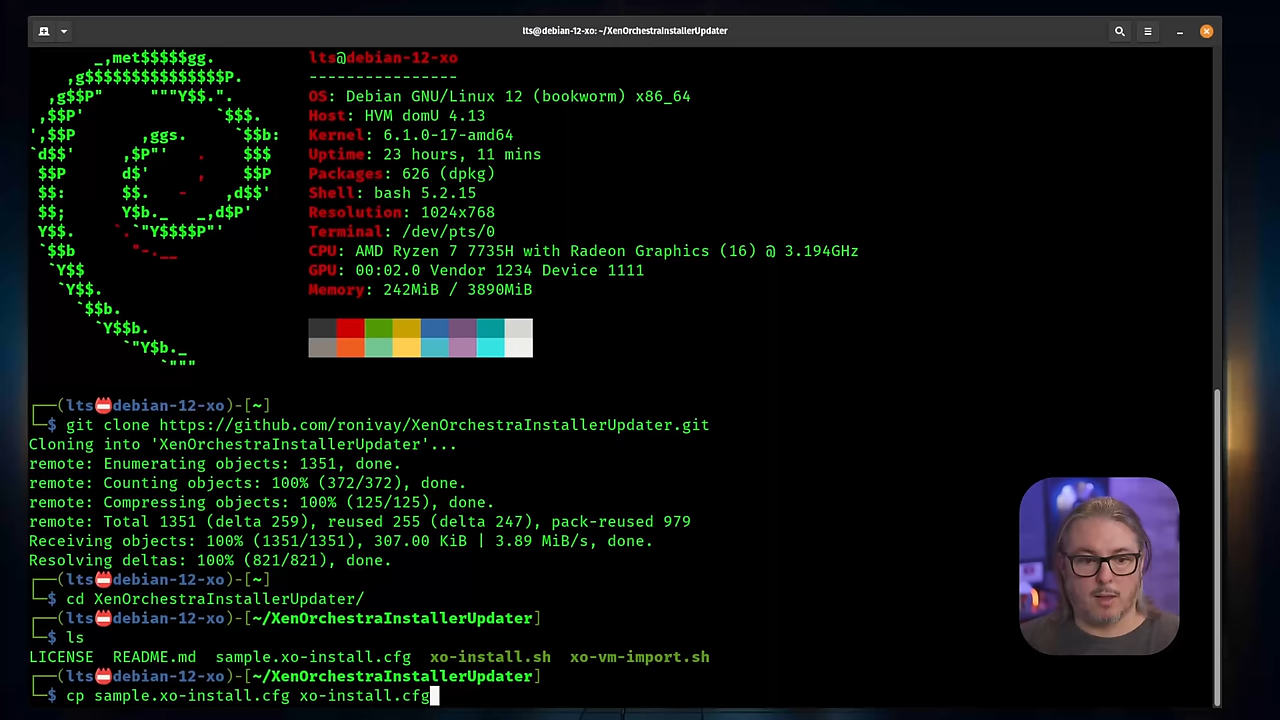 lts@debian-12-xo: ~/XenOrchestraInstallerUpdater
lts@debian-12-xo
----------------
OS: Debian GNU/Linux 12 (bookworm) x86_64
Host: HVM domU 4.13
Kernel: 6.1.0-17-amd64
Uptime: 23 hours, 11 mins
Packages: 626 (dpkg)
Shell: bash 5.2.15
Resolution: 1024x768
Terminal: /dev/pts/0
CPU: AMD Ryzen 7 7735H with Radeon Graphics (16) @ 3.194GHz
GPU: 00:02.0 Vendor 1234 Device 1111
Memory: 242MiB / 3890MiB
┌──(lts📛debian-12-xo)-[~]
└─$ git clone https://github.com/ronivay/XenOrchestraInstallerUpdater.git
Cloning into 'XenOrchestraInstallerUpdater'...
remote: Enumerating objects: 1351, done.
remote: Counting objects: 100% (372/372), done.
remote: Compressing objects: 100% (125/125), done.
remote: Total 1351 (delta 259), reused 255 (delta 247), pack-reused 979
Receiving objects: 100% (1351/1351), 307.00 KiB | 3.89 MiB/s, done.
Resolving deltas: 100% (821/821), done.
┌──(lts📛debian-12-xo)-[~]
└─$ cd XenOrchestraInstallerUpdater/
┌──(lts📛debian-12-xo)-[~/XenOrchestraInstallerUpdater]
└─$ ls
LICENSE  README.md  sample.xo-install.cfg  xo-install.sh  xo-vm-import.sh
┌──(lts📛debian-12-xo)-[~/XenOrchestraInstallerUpdater]
└─$ cp sample.xo-install.cfg xo-install.cfg